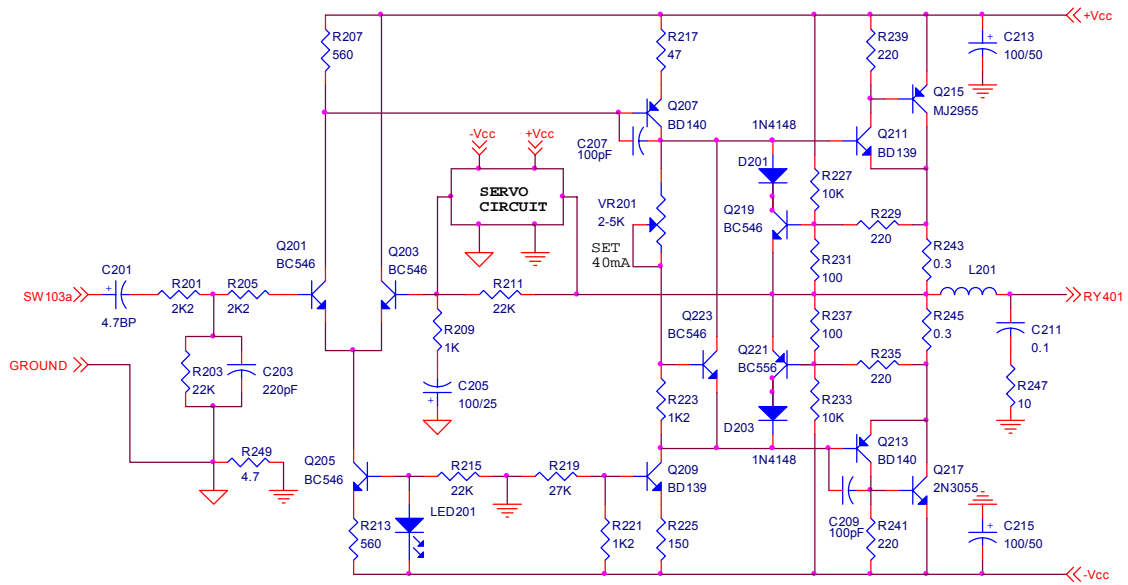 +Vcc
R207
560
R217
47
R239
220
C213
100/50
+
Q207
BD140
Q215
MJ2955
-Vcc
+Vcc
C207
100pF
1N4148
Q211
BD139
D201
SERVO
CIRCUIT
VR201
2-5K
R227
10K
Q219
BC546
R229
220
Q201
BC546
Q203
BC546
SET
40mA
R231
100
R243
0.3
C201
+
4.7BP
R201
2K2
R205
2K2
R211
22K
L201
SW103a
RY401
R209
1K
Q223
BC546
R237
100
R245
0.3
C211
0.1
GROUND
R203
22K
C203
220pF
C205
100/25
+
Q221
BC556
R235
220
R223
1K2
R233
10K
R247
10
D203
R249
4.7
Q205
BC546
R215
22K
R219
27K
Q209
BD139
1N4148
Q213
BD140
Q217
2N3055
LED201
R213
560
R221
1K2
R225
150
C209
100pF
R241
220
C215
100/50
+
-Vcc